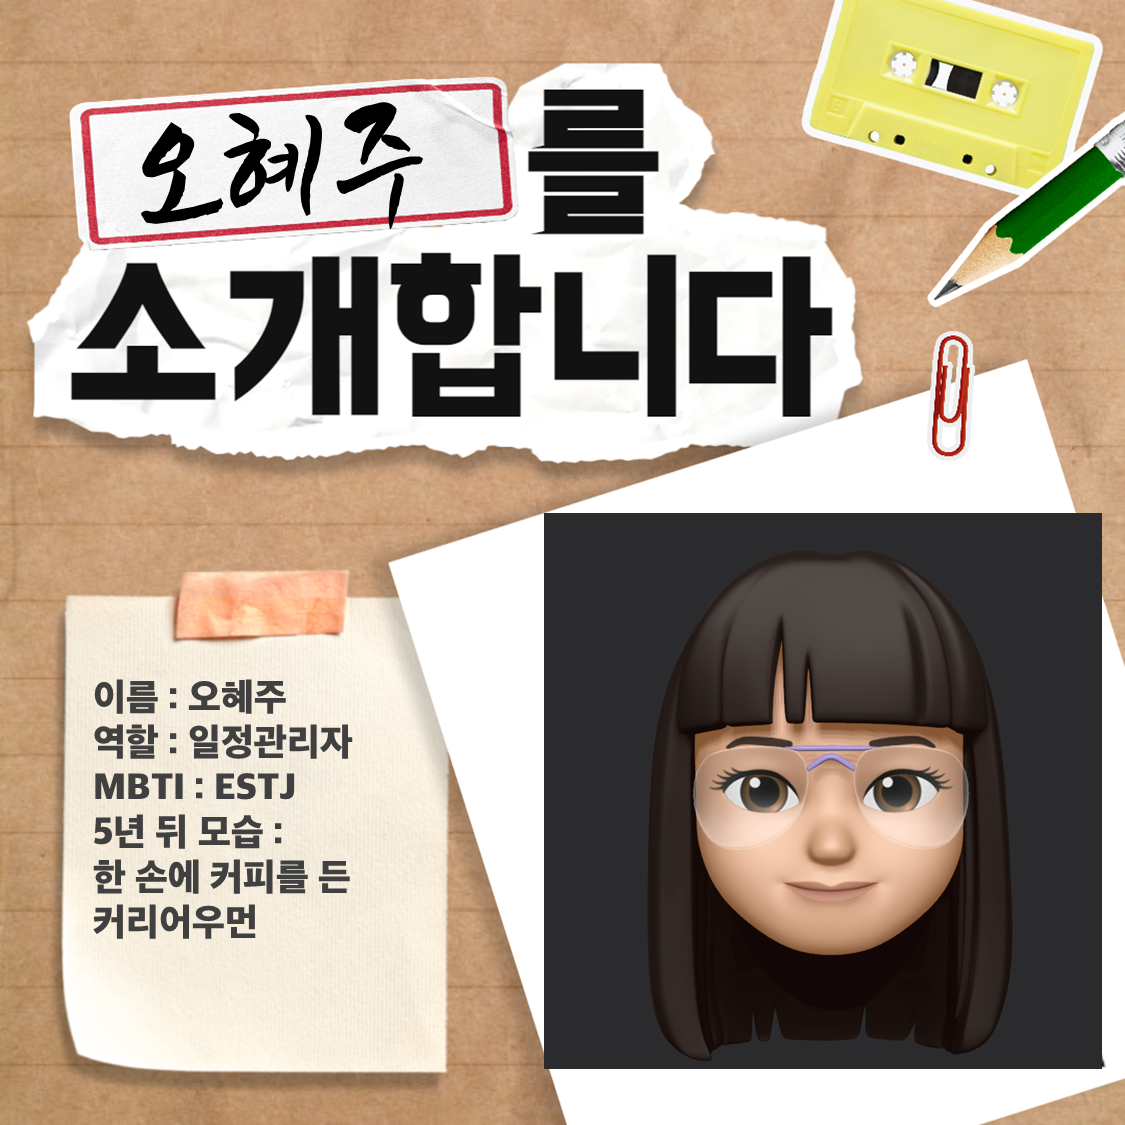 오혜주를
소개합니다
이름 : 오혜주
역할 : 일정관리자
MBTI : ESTJ
5년 뒤 모습 :
한 손에 커피를 든
커리어우먼